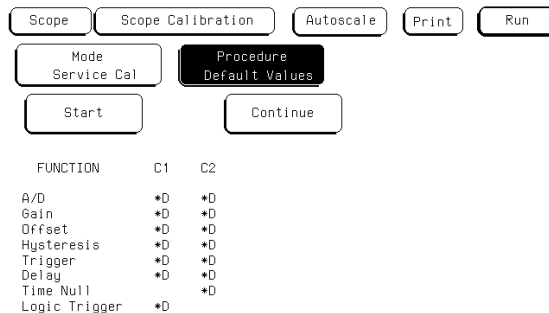 Scope Scope Calibration Autoscale Print Run
Mode Procedure
Service Cal Default Values
Start Continue
FUNCTION C1 C2
A/D *D *D
Gain *D *D
Offset *D *D
Hysteresis *D *D
Trigger *D *D
Delay *D *D
Time Null *D
Logic Trigger *D